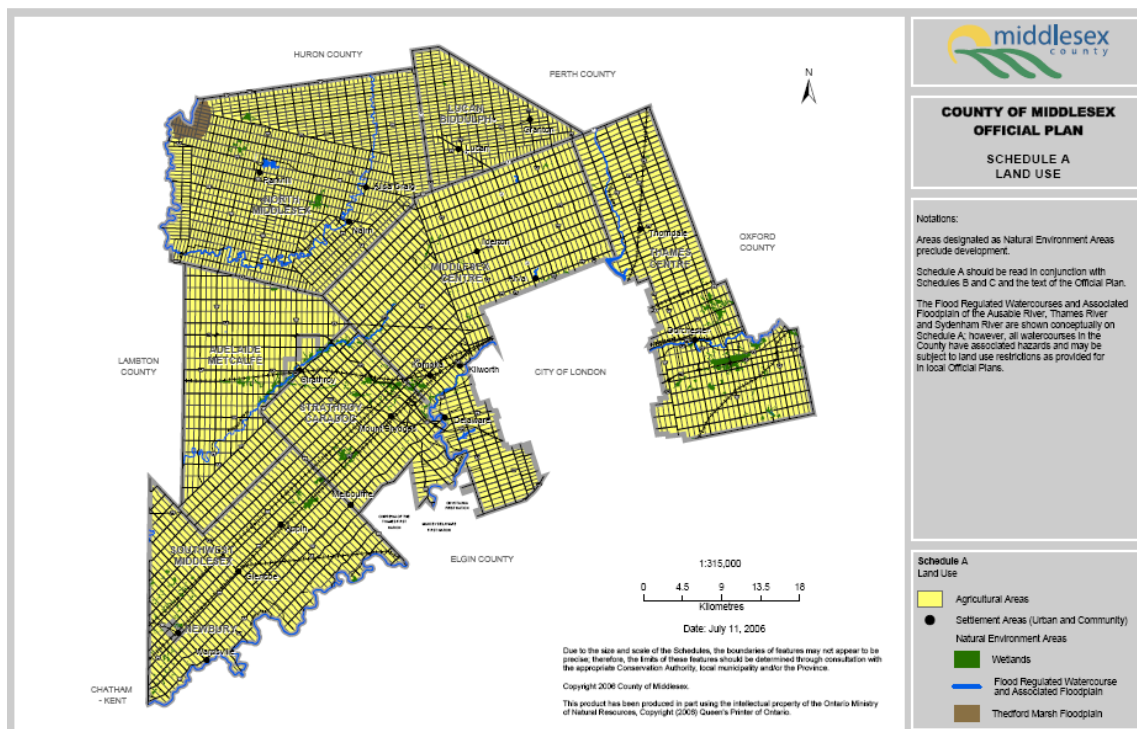 HURON COUNTY
PERTH COUNTY
N
LUCAN
BIDDULPH
Granton
Lucan
Parkhill
Ailsa Craig
NORTH
MIDDLESEX
Nairn
Ilderton
Thorndale
THAMES
CENTRE
OXFORD
COUNTY
MIDDLESEX
CENTRE
Arva
Dorchester
ADELAIDE
METCALFE
LAMBTON
COUNTY
Strathroy
Komoka
Kilworth
CITY OF LONDON
STRATHROY
CARADOC
Mount Brydges
Delaware
Melbourne
ELGIN COUNTY
SOUTHWEST
MIDDLESEX
Appin
Glencoe
NEWBURY
Wardsville
CHATHAM
- KENT
1:315,000
0 4.5 9 13.5 18
Kilometres
Date: July 11, 2006
Due to the size and scale of the Schedules, the boundaries of features may not appear to be
precise; therefore, the limits of these features should be determined through consultation with
the appropriate Conservation Authority, local municipality and/or the Province.
Copyright 2006 County of Middlesex.
This product has been produced in part using the intellectual property of the Ontario Ministry
of Natural Resources, Copyright (2006) Queen's Printer of Ontario.
middlesex
county
COUNTY OF MIDDLESEX
OFFICIAL PLAN
SCHEDULE A
LAND USE
Notations:
Areas designated as Natural Environment Areas
preclude development.
Schedule A should be read in conjunction with
Schedules B and C and the text of the Official Plan.
The Flood Regulated Watercourses and Associated
Floodplain of the Ausable River, Thames River
and Sydenham River are shown conceptually on
Schedule A; however, all watercourses in the
County have associated hazards and may be
subject to land use restrictions as provided for
in local Official Plans.
Schedule A
Land Use
Agricultural Areas
Settlement Areas (Urban and Community)
Natural Environment Areas
Wetlands
Flood Regulated Watercourse
and Associated Floodplain
Thedford Marsh Floodplain